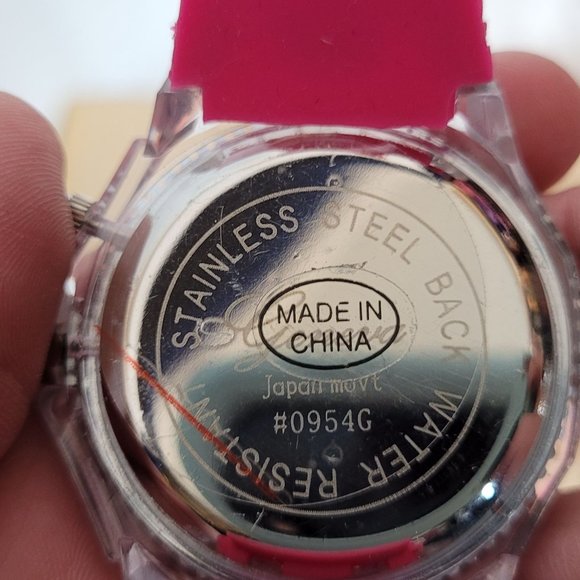 STAINLESS STEEL BACK WATER RESISTANT
Geneva
MADE IN
CHINA
Japan movt
#0954G